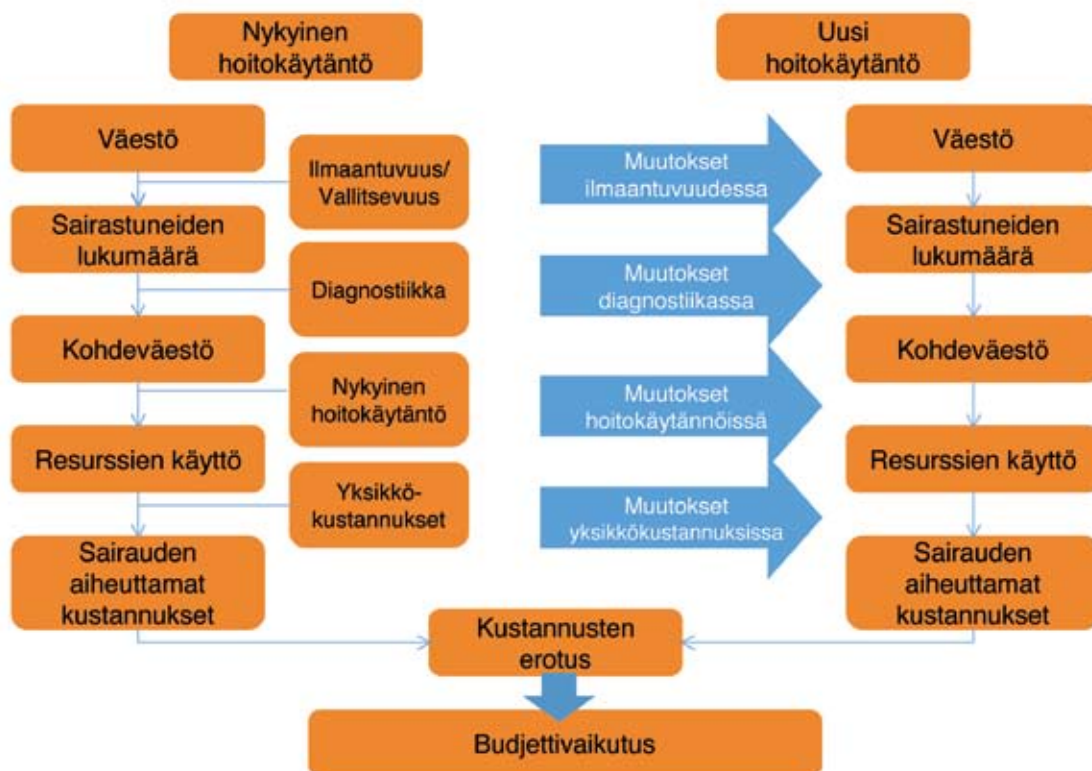 Nykyinen
hoitokäytäntö
Uusi
hoitokäytäntö
Väestö
Ilmaantuvuus/
Vallitsevuus
Sairastuneiden
lukumäärä
Diagnostiikka
Kohdeväestö
Nykyinen
hoitokäytäntö
Resurssien käyttö
Yksikkö-
kustannukset
Sairauden
aiheuttamat
kustannukset
Muutokset
ilmaantuvuudessa
Muutokset
diagnostiikassa
Muutokset
hoitokäytännöissä
Muutokset
yksikkökustannuksissa
Väestö
Sairastuneiden
lukumäärä
Kohdeväestö
Resurssien käyttö
Sairauden
aiheuttamat
kustannukset
Kustannusten
erotus
Budjettivaikutus